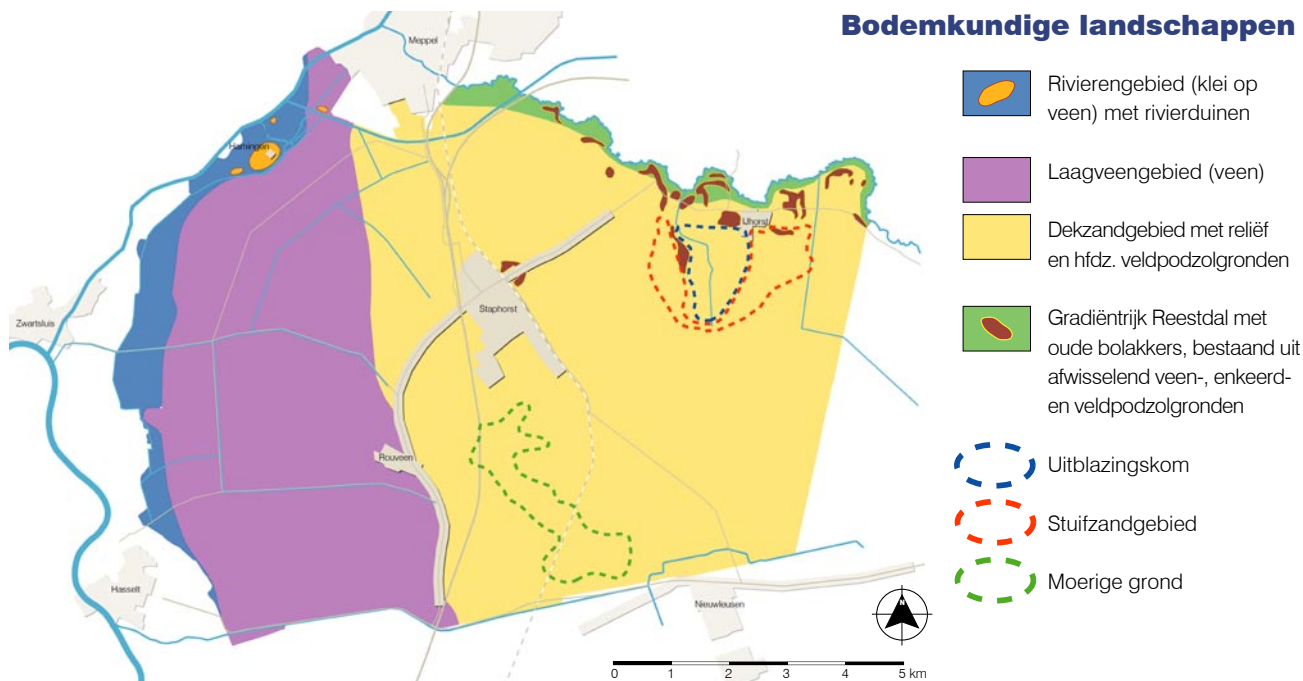 Bodemkundige landschappen
Rivierengebied (klei op
veen) met rivierduinen
Laagveengebied (veen)
Dekzandgebied met reliëf
en hfdz. veldpodzolgronden
Gradiëntrijk Reestdal met
oude bolakkers, bestaand uit
afwisselend veen-, enkeerd-
en veldpodzolgronden
Uitblazingskom
Stuifzandgebied
Moerige grond
Meppel
Hamingen
IJhorst
Zwartsluis
Staphorst
Rouveen
Hasselt
Nieuwleusen
N
0 1 2 3 4 5 km